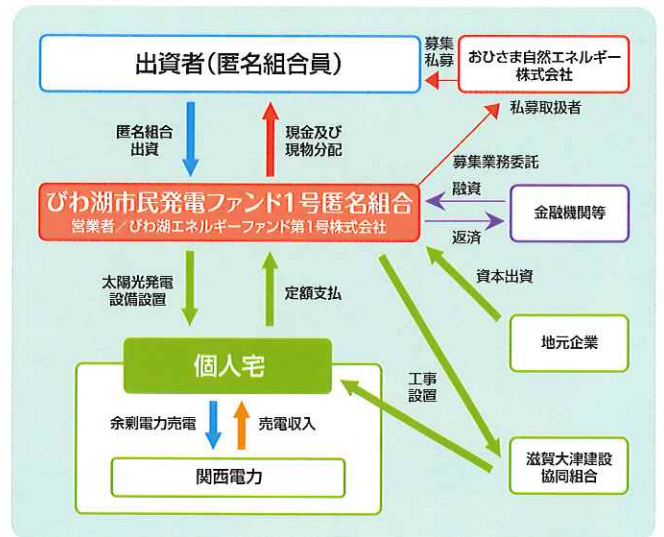 出資者(匿名組合員)
募集
私募
おひさま自然エネルギー
株式会社
匿名組合
出資
現金及び
現物分配
私募取扱者
募集業務委託
びわ湖市民発電ファンド1号匿名組合
営業者/びわ湖エネルギーファンド第1号株式会社
融資
返済
金融機関等
太陽光発電
設備設置
定額支払
資本出資
地元企業
個人宅
工事
設置
余剰電力売電
売電収入
関西電力
滋賀大津建設
協同組合